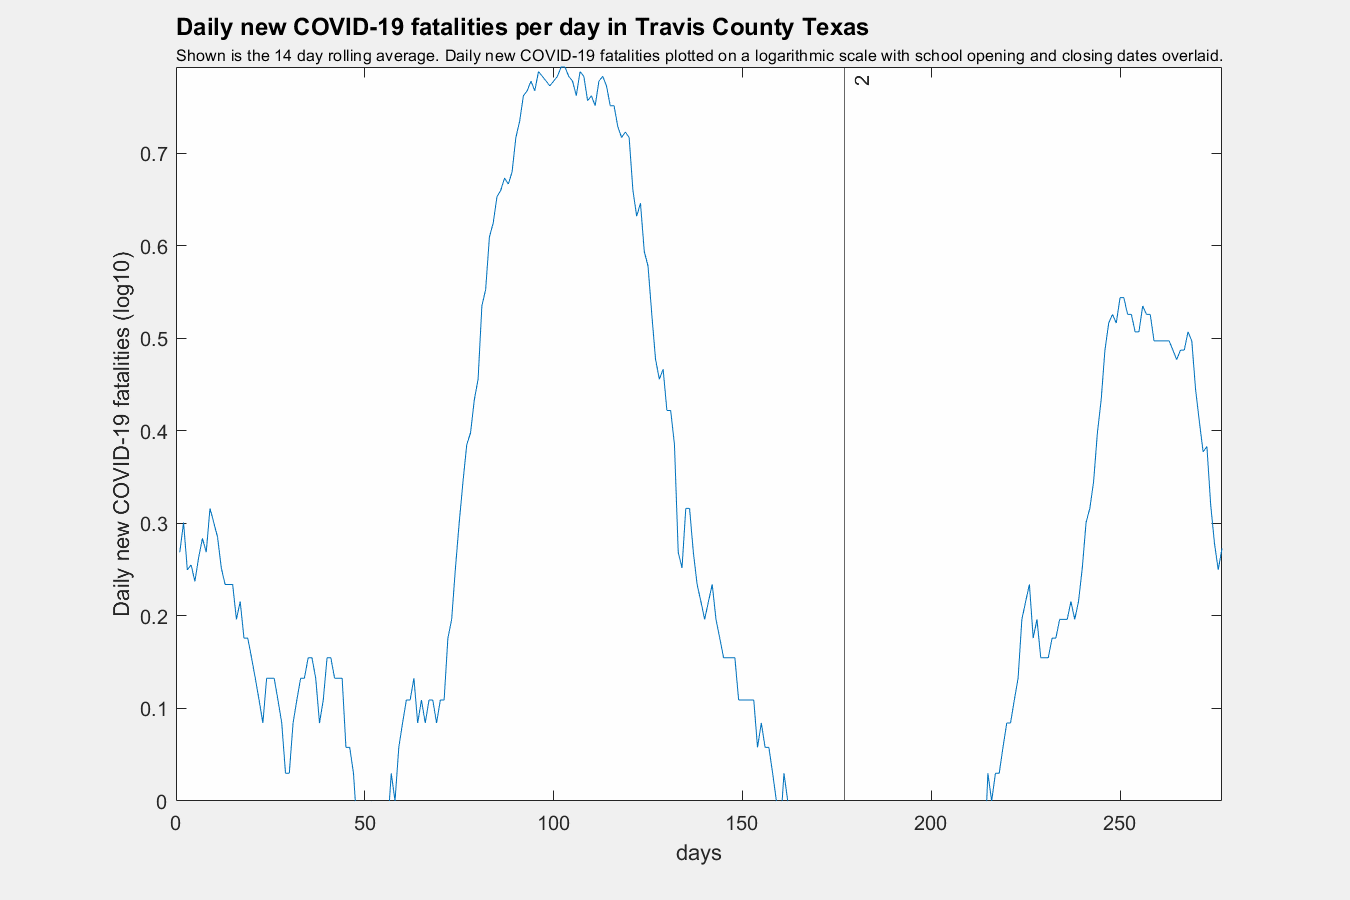 Daily new COVID-19 fatalities per day in Travis County Texas
Shown is the 14 day rolling average. Daily new COVID-19 fatalities plotted on a logarithmic scale with school opening and closing dates overlaid.
2
0.7
0.6
0.5
0.4
0.3
0.2
0.1
0
Daily new COVID-19 fatalities (log10)
0 50 100 150 200 250
days